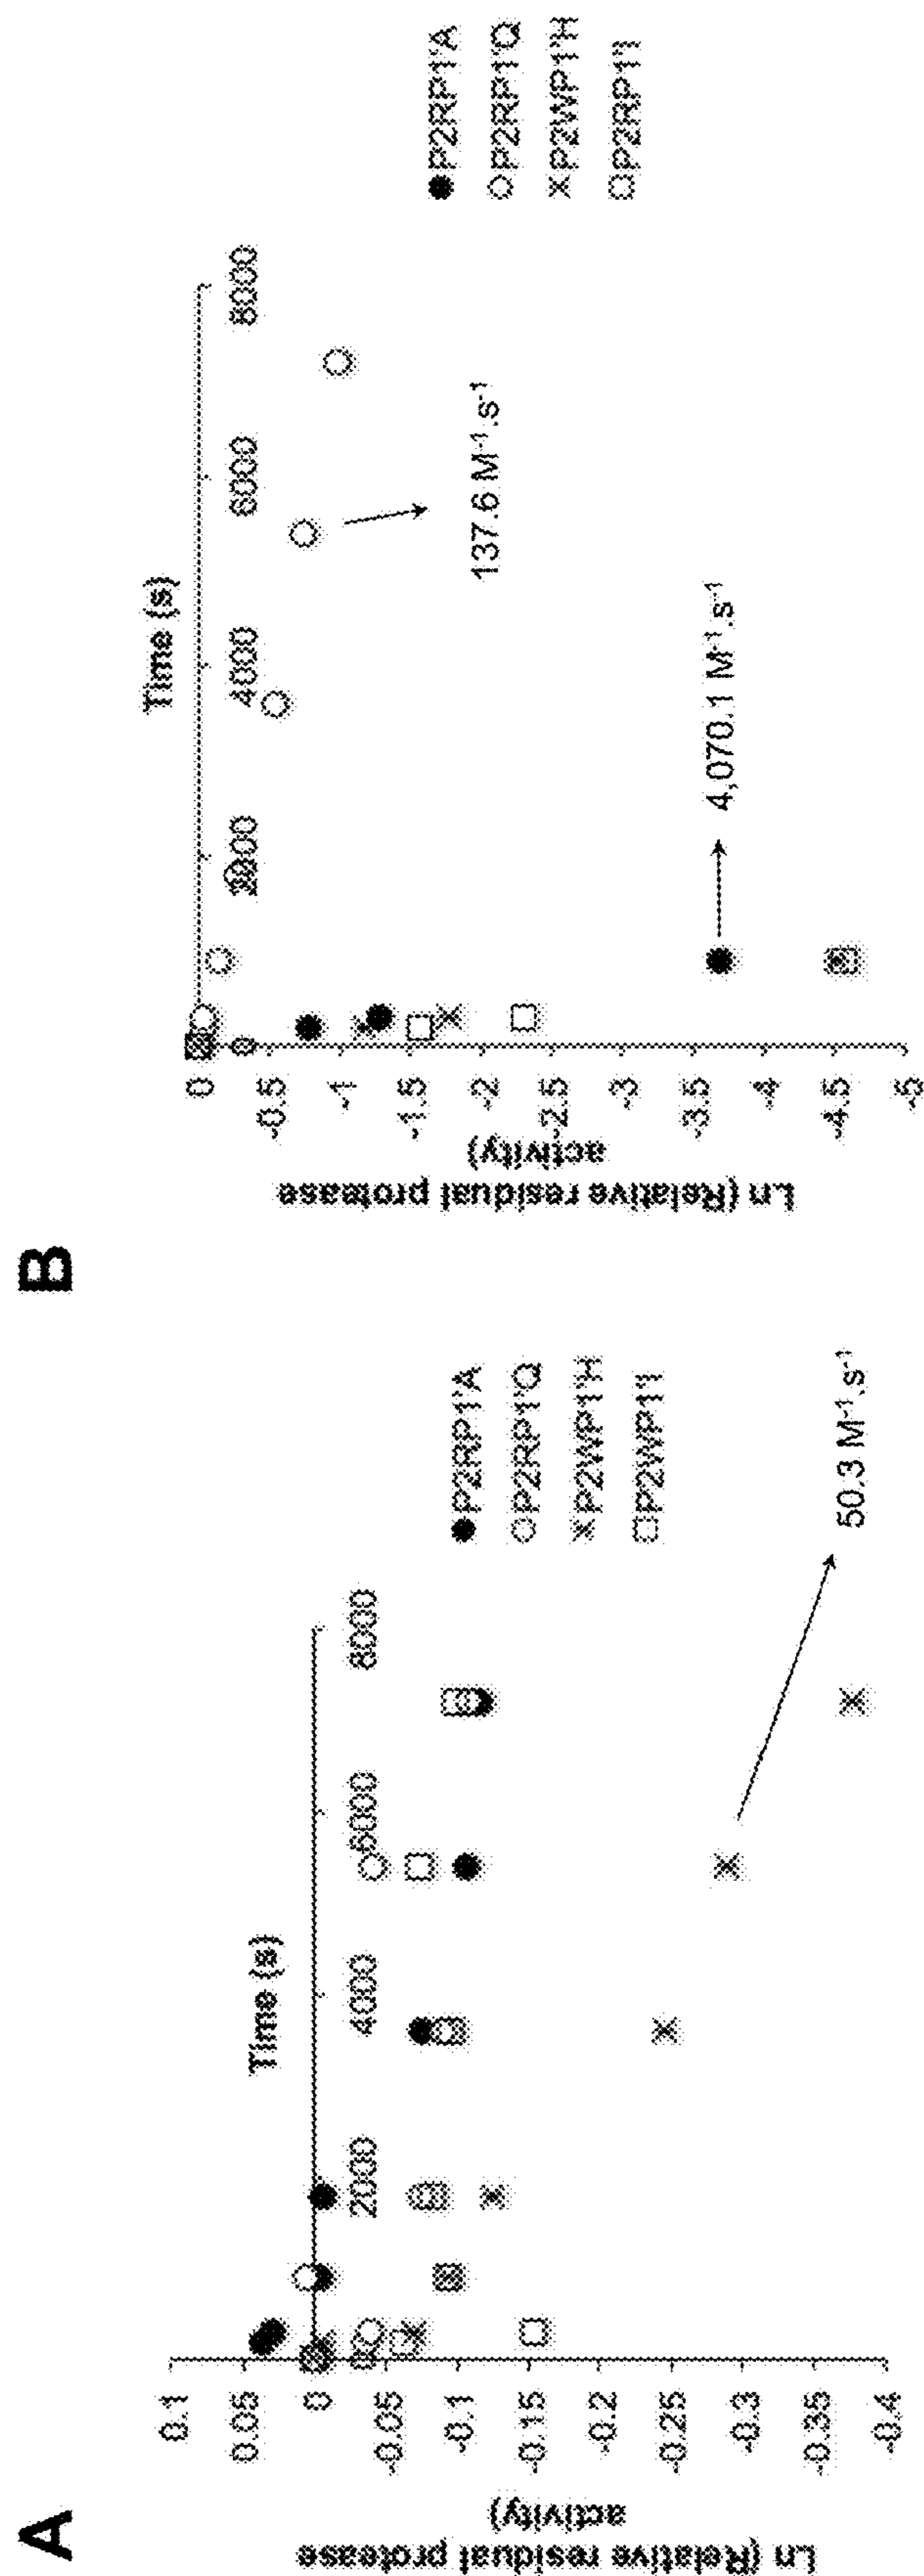 A
Ln (Relative residual protease
activity)
0.1
0.05
0
-0.05
-0.1
-0.15
-0.2
-0.25
-0.3
-0.35
-0.4
Time (s)
2000
4000
6000
8000
P2RP1'A
P2RP1'Q
P2WP1'H
P2WP1'I
50.3 M⁻¹.s⁻¹
B
Ln (Relative residual protease
activity)
0
-0.5
-1
-1.5
-2
-2.5
-3
-3.5
-4
-4.5
-5
Time (s)
0
2000
4000
6000
8000
137.6 M⁻¹.s⁻¹
4,070.1 M⁻¹.s⁻¹
P2RP1'A
P2RP1'Q
P2WP1'H
P2RP1'I